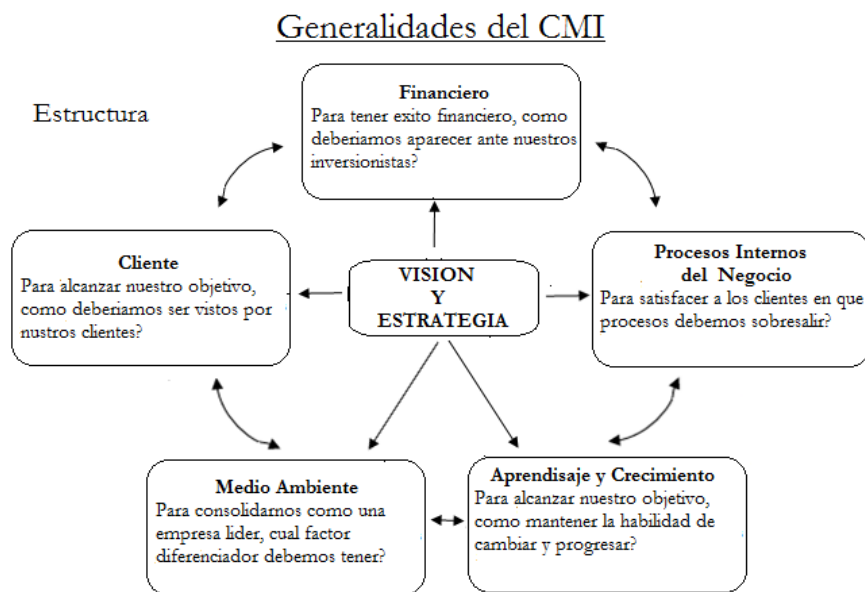 Generalidades del CMI
Estructura
Financiero
Para tener exito financiero, como
deberiamos aparecer ante nuestros
inversionistas?
Cliente
Para alcanzar nuestro objetivo,
como deberiamos ser vistos por
nustros clientes?
VISION
Y
ESTRATEGIA
Procesos Internos
del Negocio
Para satisfacer a los clientes en que
procesos debemos sobresalir?
Medio Ambiente
Para consolidarnos como una
empresa lider, cual factor
diferenciador debemos tener?
Aprendisaje y Crecimiento
Para alcanzar nuestro objetivo,
como mantener la habilidad de
cambiar y progresar?